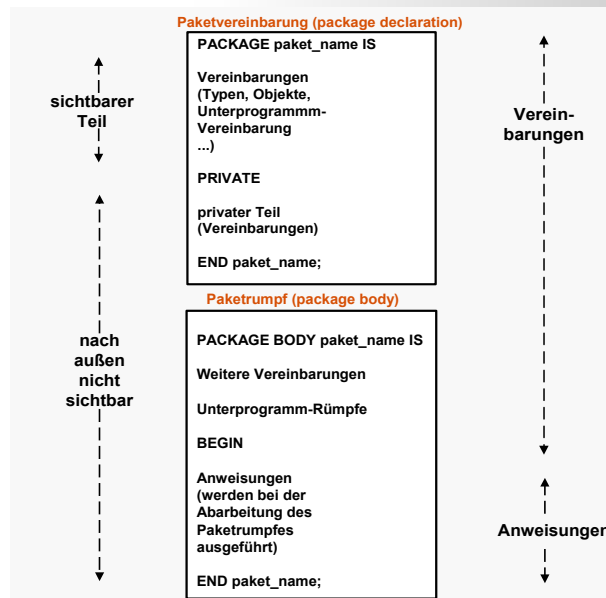 Paketvereinbarung (package declaration)
PACKAGE paket_name IS
Vereinbarungen
(Typen, Objekte,
Unterprogrammm-
Vereinbarung
...)
PRIVATE
privater Teil
(Vereinbarungen)
END paket_name;
sichtbarer
Teil
Verein-
barungen
Paketrumpf (package body)
PACKAGE BODY paket_name IS
Weitere Vereinbarungen
Unterprogramm-Rümpfe
BEGIN
Anweisungen
(werden bei der
Abarbeitung des
Paketrumpfes
ausgeführt)
END paket_name;
nach
außen
nicht
sichtbar
Anweisungen